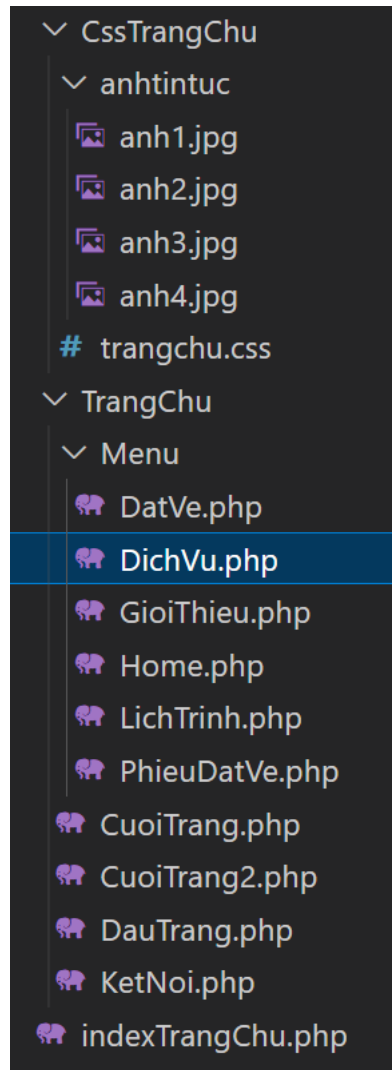 CssTrangChu
anhtintuc
anh1.jpg
anh2.jpg
anh3.jpg
anh4.jpg
# trangchu.css
TrangChu
Menu
DatVe.php
DichVu.php
GioiThieu.php
Home.php
LichTrinh.php
PhieuDatVe.php
CuoiTrang.php
CuoiTrang2.php
DauTrang.php
KetNoi.php
indexTrangChu.php